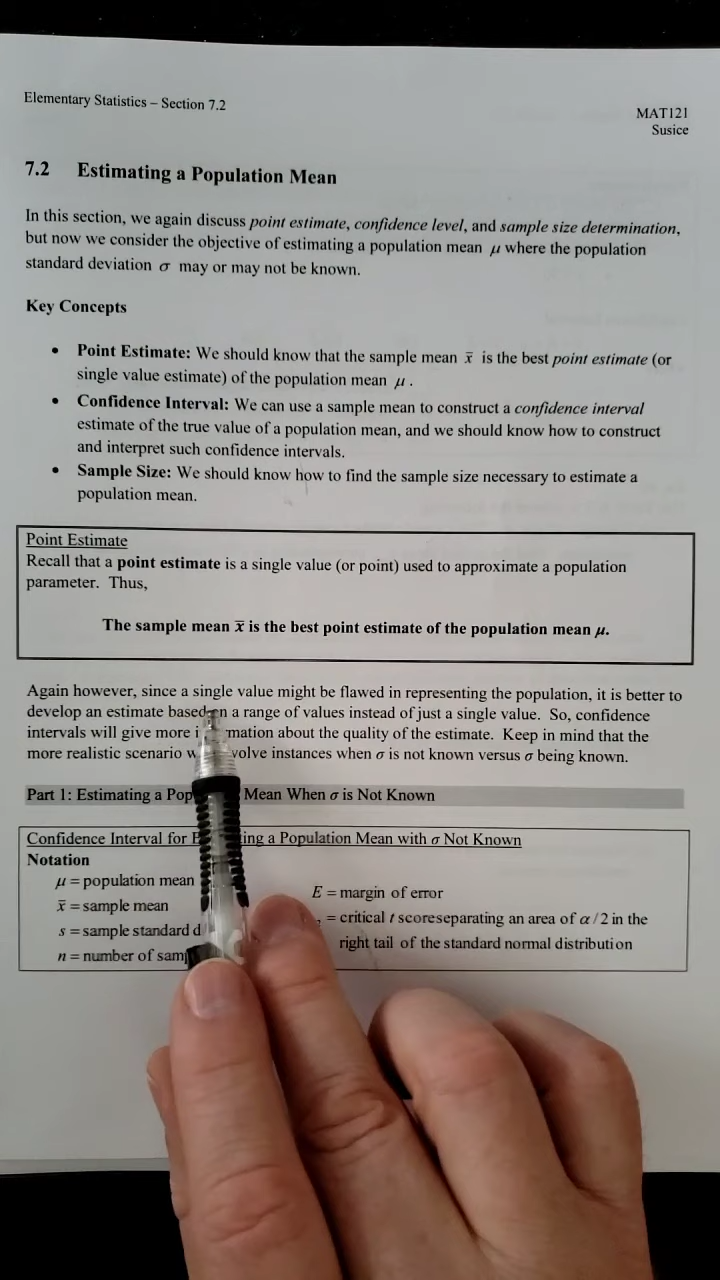 Elementary Statistics – Section 7.2
MAT121
Susice
7.2 Estimating a Population Mean
In this section, we again discuss point estimate, confidence level, and sample size determination,
but now we consider the objective of estimating a population mean μ where the population
standard deviation σ may or may not be known.
Key Concepts
• Point Estimate: We should know that the sample mean x̄ is the best point estimate (or
single value estimate) of the population mean μ.
• Confidence Interval: We can use a sample mean to construct a confidence interval
estimate of the true value of a population mean, and we should know how to construct
and interpret such confidence intervals.
• Sample Size: We should know how to find the sample size necessary to estimate a
population mean.
Point Estimate
Recall that a point estimate is a single value (or point) used to approximate a population
parameter. Thus,
The sample mean x̄ is the best point estimate of the population mean μ.
Again however, since a single value might be flawed in representing the population, it is better to
develop an estimate based on a range of values instead of just a single value. So, confidence
intervals will give more about the quality of the estimate. Keep in mind that the
more realistic scenario instances when σ is not known versus σ being known.
Part 1: Estimating a Mean When σ is Not Known
Confidence Interval for a Population Mean with σ Not Known
Notation
μ = population mean
x̄ = sample mean
s = sample standard
n = number of
E = margin of error
= critical t scoreseparating an area of α/2 in the
right tail of the standard normal distribution